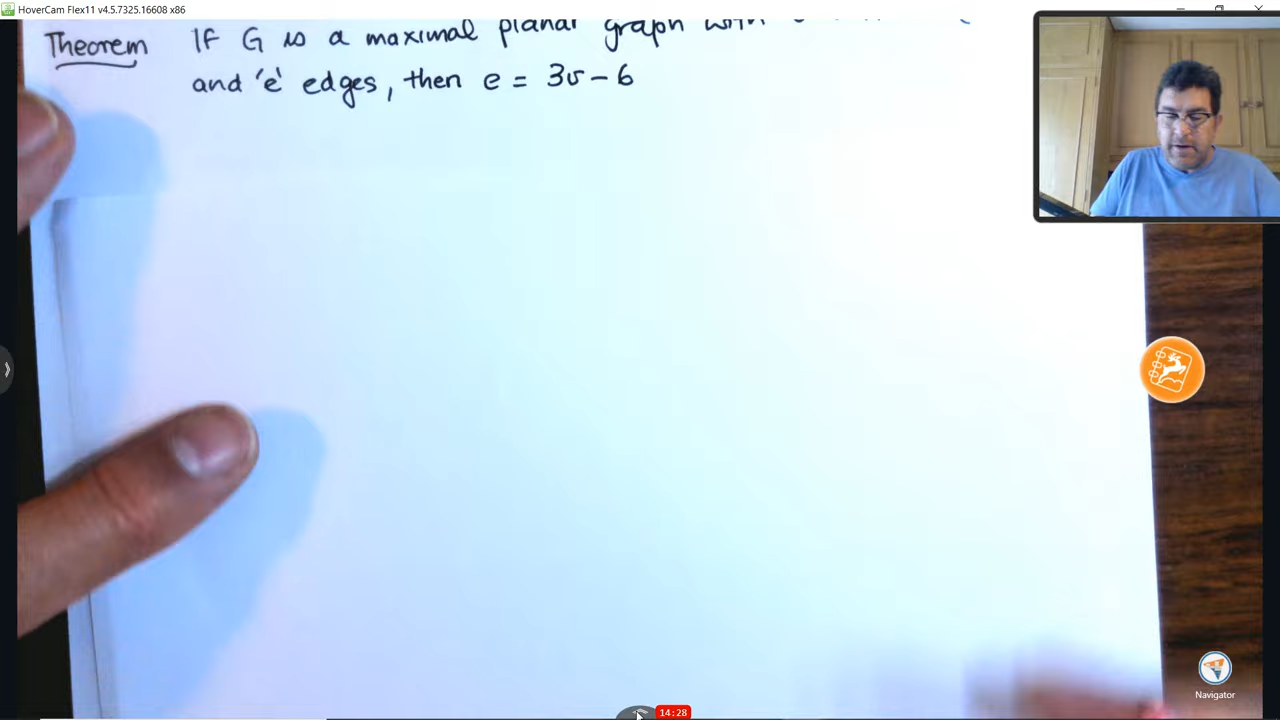 HoverCam Flex11 v4.5.7325.16608 x86
Theorem If G is a maximal planar graph with
and 'e' edges, then e = 3v - 6
Navigator
14:28